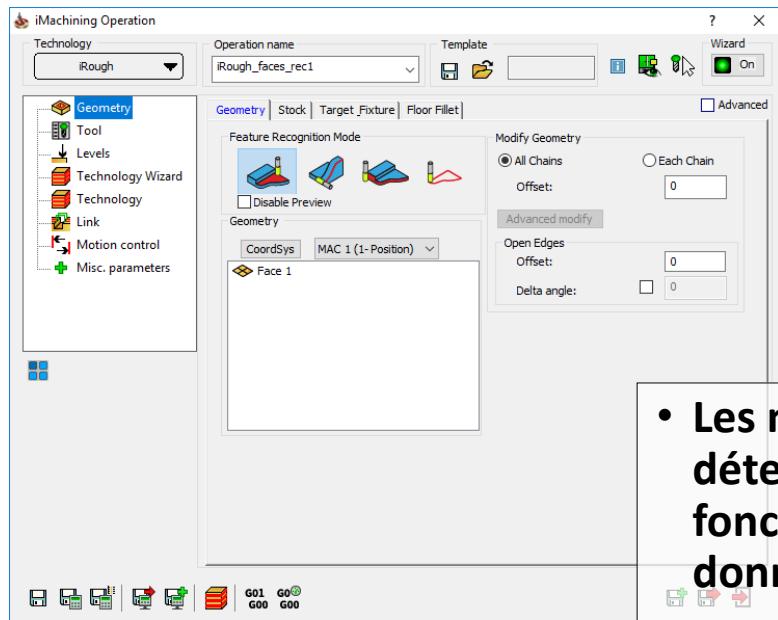 iMachining Operation
? ×
Technology
iRough
Operation name
iRough_faces_rec1
Template
Wizard
On
Geometry
Tool
Levels
Technology Wizard
Technology
Link
Motion control
Misc. parameters
Geometry Stock Target_Fixture Floor Fillet
Advanced
Feature Recognition Mode
Disable Preview
Geometry
CoordSys MAC 1 (1- Position)
Face 1
Modify Geometry
All Chains Each Chain
Offset: 0
Advanced modify
Open Edges
Offset: 0
Delta angle: 0
• Les
G01 G0
G00 G00